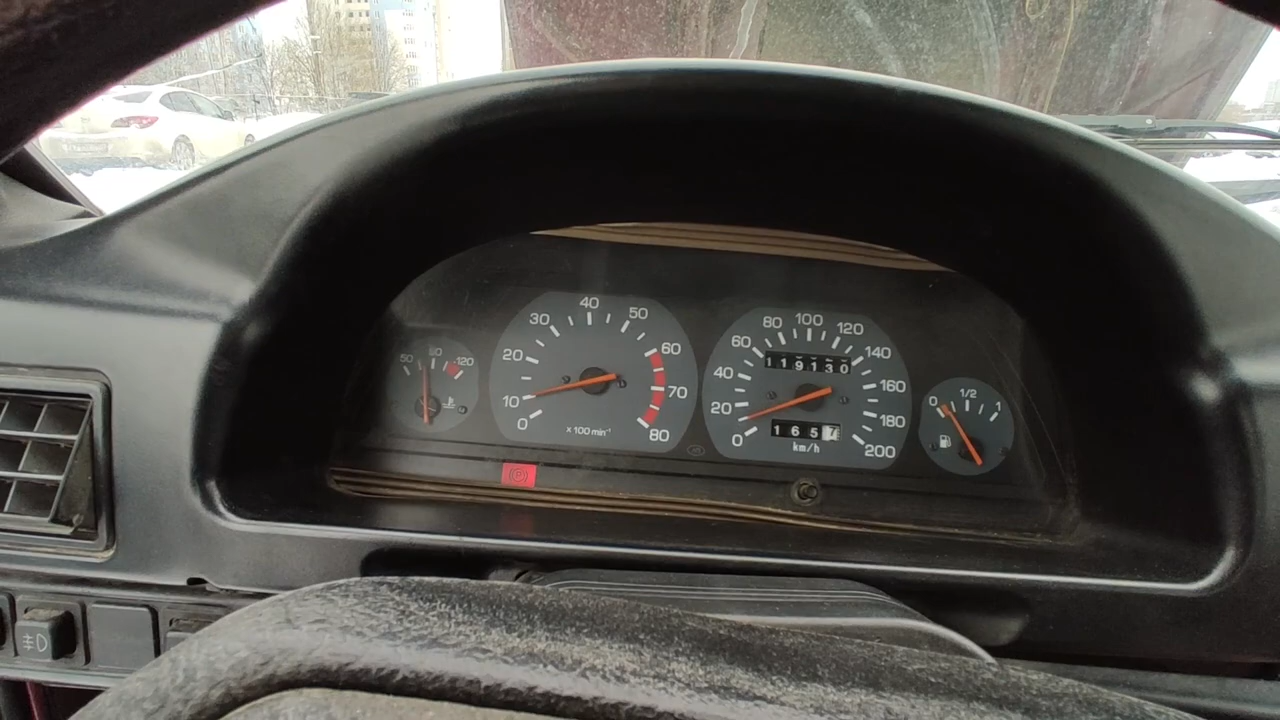 50 80 120
0 10 20 30 40 50 60 70 80
x 100 min⁻¹
0 20 40 60 80 100 120 140 160 180 200
119130
1657
km/h
0 1/2 1
P